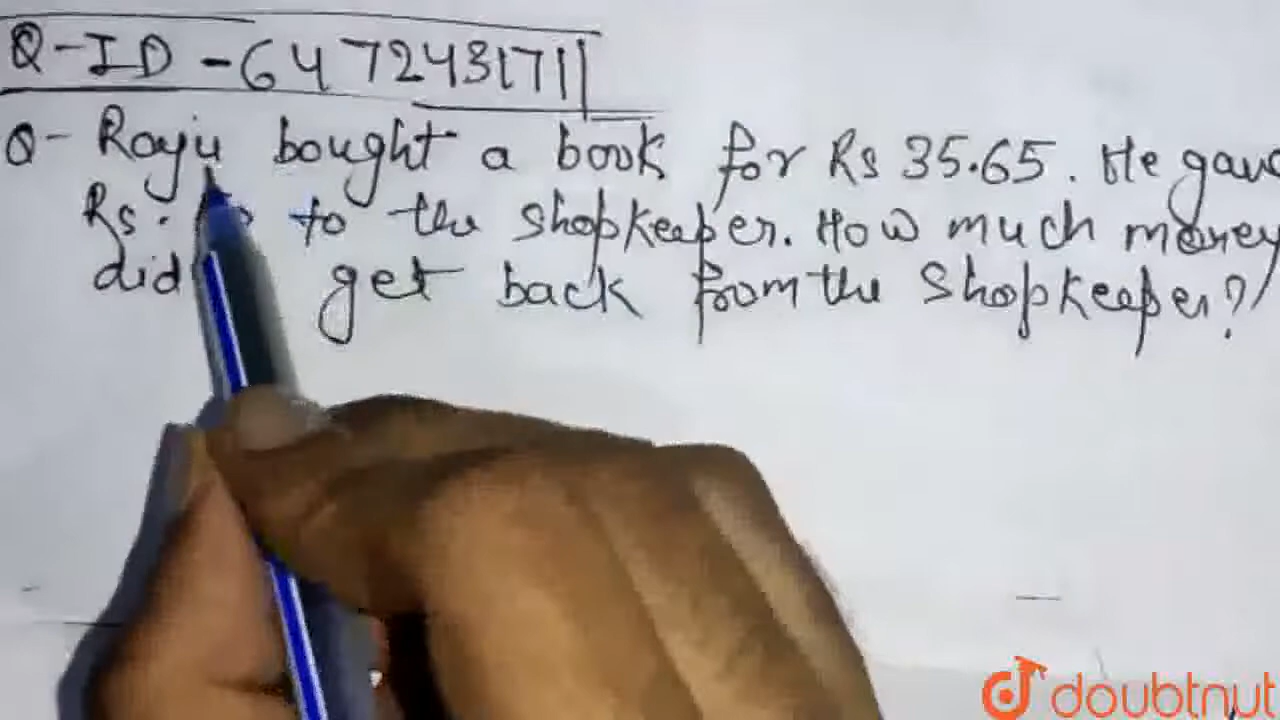 Q-ID-6472431711
Q- Raju bought a book for Rs 35.65. He gave
Rs. to the shopkeeper. How much money
did get back from the shopkeeper?
doubtnut